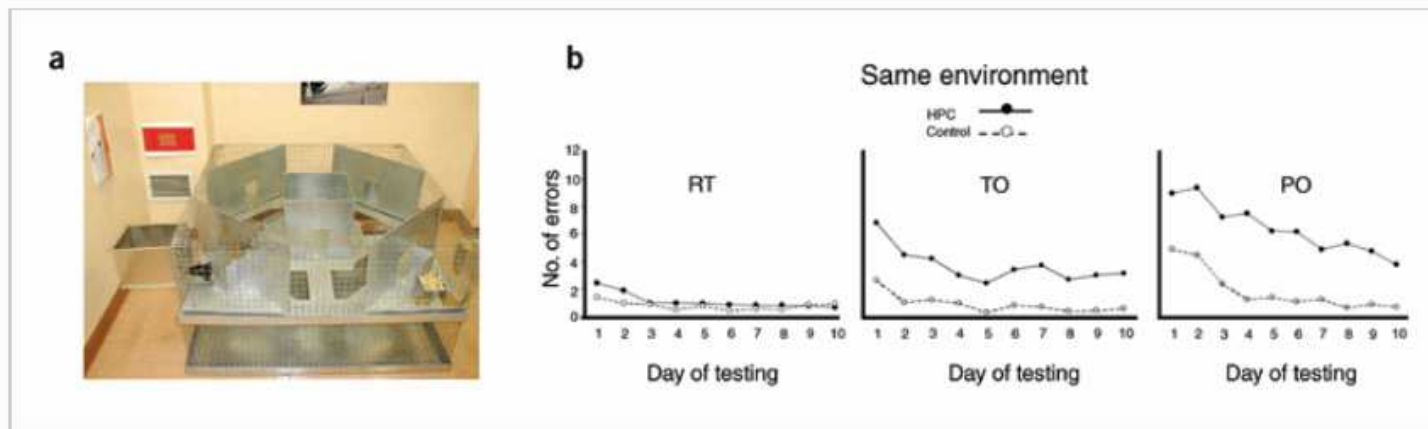 a
b
Same environment
HPC
Control
12
10
8
6
4
2
0
No. of errors
RT
1 2 3 4 5 6 7 8 9 10
Day of testing
TO
1 2 3 4 5 6 7 8 9 10
Day of testing
PO
1 2 3 4 5 6 7 8 9 10
Day of testing